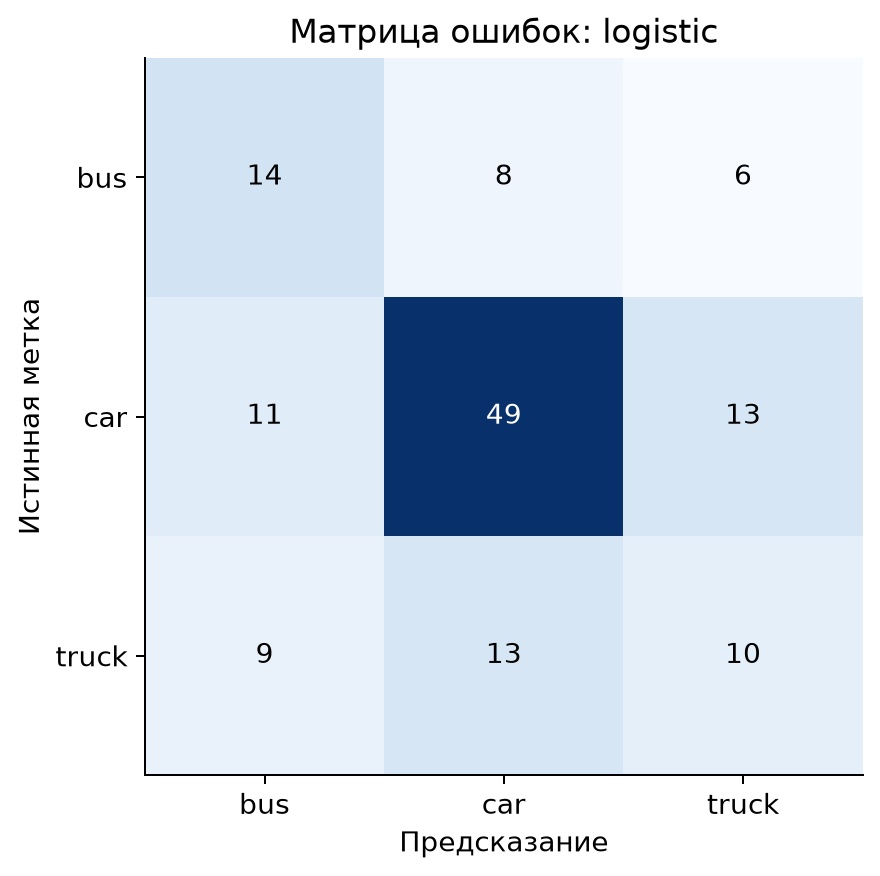 Матрица ошибок: logistic
bus
14 8 6
car
11 49 13
truck
9 13 10
bus car truck
Предсказание
Истинная метка